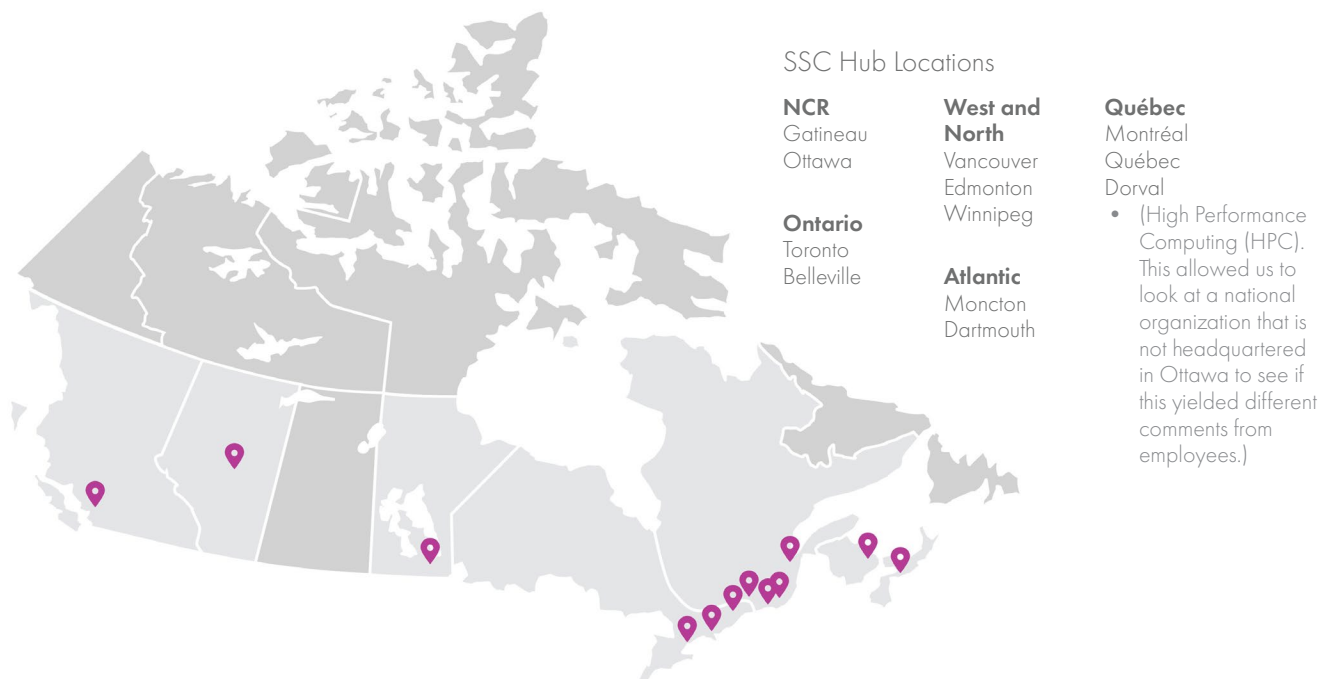 SSC Hub Locations
NCR
Gatineau
Ottawa
Ontario
Toronto
Belleville
West and
North
Vancouver
Edmonton
Winnipeg
Atlantic
Moncton
Dartmouth
Québec
Montréal
Québec
Dorval
• (High Performance
Computing (HPC).
This allowed us to
look at a national
organization that is
not headquartered
in Ottawa to see if
this yielded different
comments from
employees.)